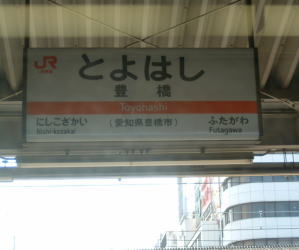 JR
とよはし
豊橋
Toyohashi
にしこざかい （愛知県豊橋市） ふたがわ
Nishi-kozakai Futagawa